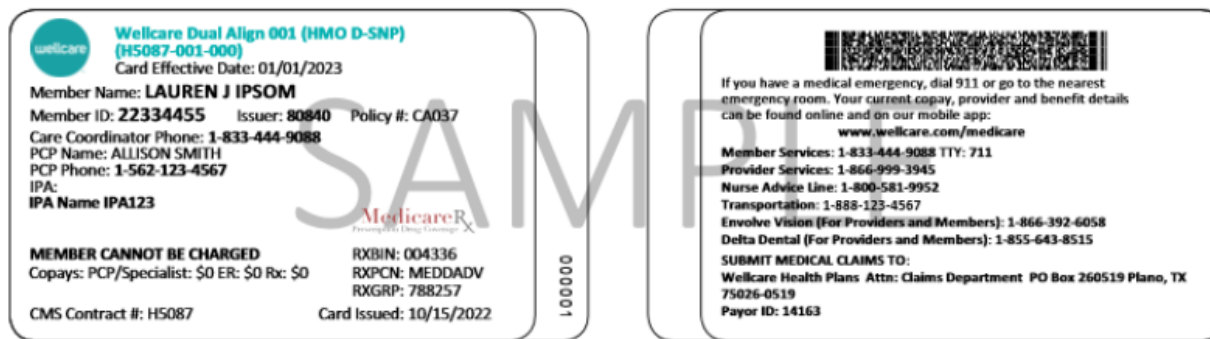 wellcare
Wellcare Dual Align 001 (HMO D-SNP)
(H5087-001-000)
Card Effective Date: 01/01/2023
Member Name: LAUREN J IPSOM
Member ID: 22334455 Issuer: 80840 Policy #: CA037
Care Coordinator Phone: 1-833-444-9088
PCP Name: ALLISON SMITH
PCP Phone: 1-562-123-4567
IPA:
IPA Name IPA123
MedicareRx
Prescription Drug Coverage
MEMBER CANNOT BE CHARGED RXBIN: 004336
Copays: PCP/Specialist: $0 ER: $0 Rx: $0 RXPCN: MEDDADV
RXGRP: 788257
CMS Contract #: H5087 Card Issued: 10/15/2022
000001
SAMPLE
If you have a medical emergency, dial 911 or go to the nearest
emergency room. Your current copay, provider and benefit details
can be found online and on our mobile app:
www.wellcare.com/medicare
Member Services: 1-833-444-9088 TTY: 711
Provider Services: 1-866-999-3945
Nurse Advice Line: 1-800-581-9952
Transportation: 1-888-123-4567
Envolve Vision (For Providers and Members): 1-866-392-6058
Delta Dental (For Providers and Members): 1-855-643-8515
SUBMIT MEDICAL CLAIMS TO:
Wellcare Health Plans Attn: Claims Department PO Box 260519 Plano, TX
75026-0519
Payor ID: 14163